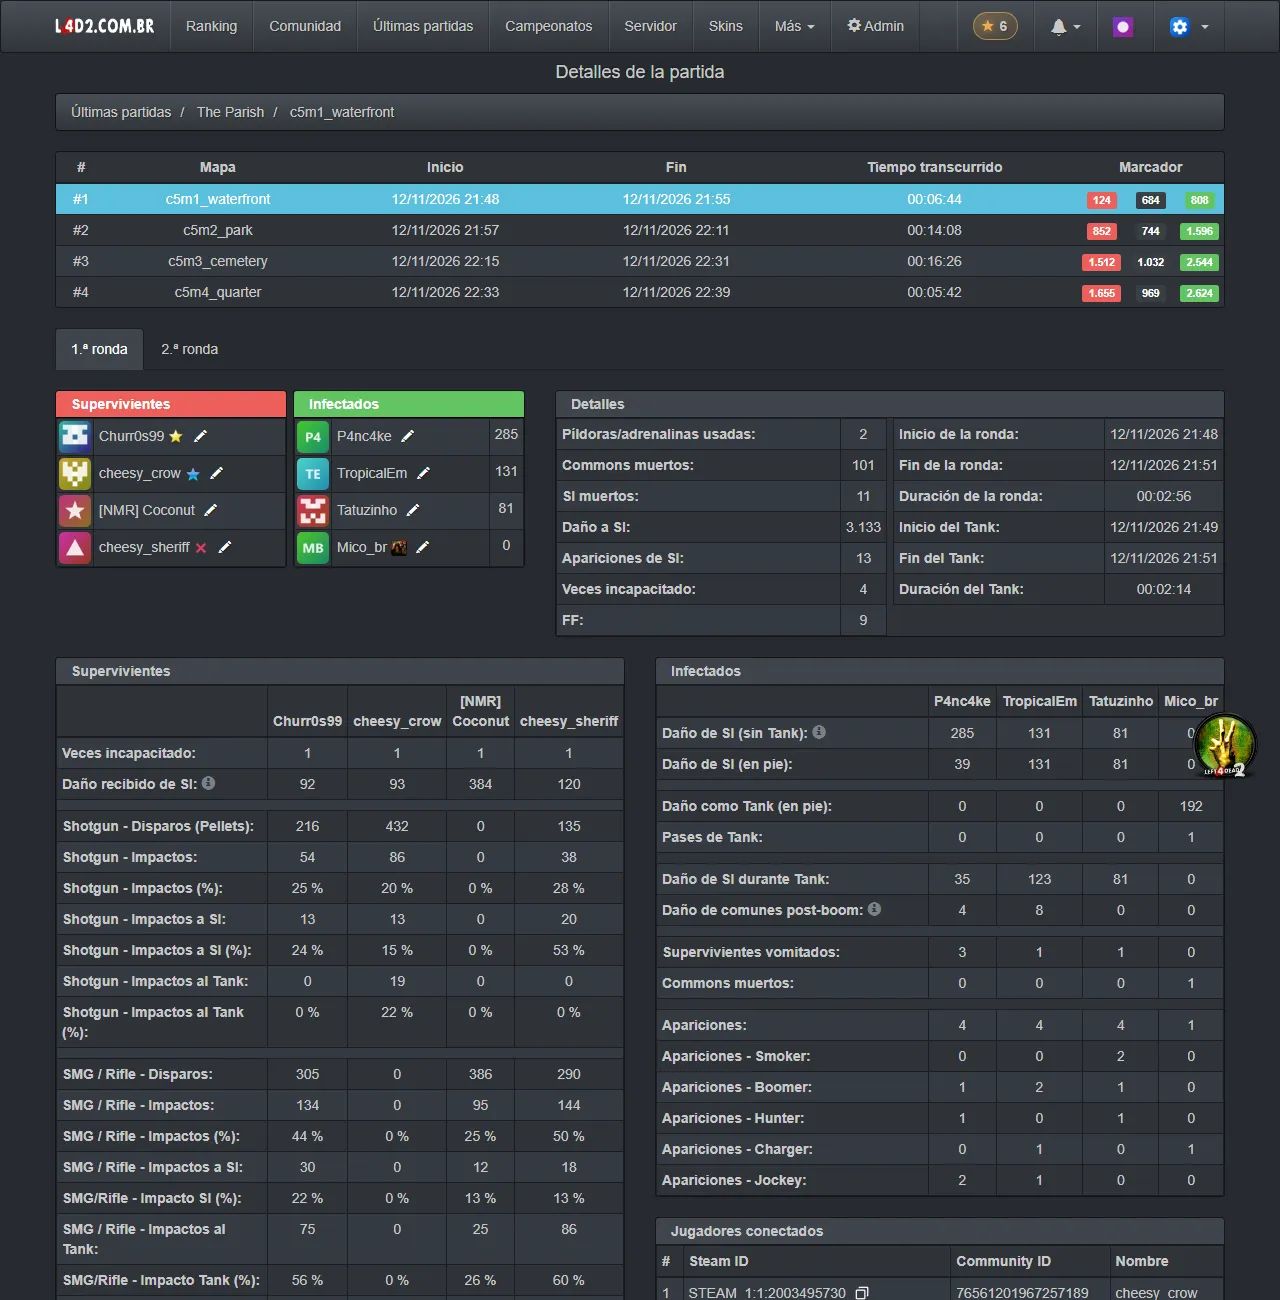 L4D2.COM.BR Ranking Comunidad Últimas partidas Campeonatos Servidor Skins Más Admin 6
Detalles de la partida
Últimas partidas / The Parish / c5m1_waterfront
# Mapa Inicio Fin Tiempo transcurrido Marcador
#1 c5m1_waterfront 12/11/2026 21:48 12/11/2026 21:55 00:06:44 124 684 808
#2 c5m2_park 12/11/2026 21:57 12/11/2026 22:11 00:14:08 852 744 1.596
#3 c5m3_cemetery 12/11/2026 22:15 12/11/2026 22:31 00:16:26 1.512 1.032 2.544
#4 c5m4_quarter 12/11/2026 22:33 12/11/2026 22:39 00:05:42 1.655 969 2.624
1.ª ronda 2.ª ronda
Supervivientes
Churr0s99
cheesy_crow
[NMR] Coconut
cheesy_sheriff
Infectados
P4 P4nc4ke 285
TE TropicalEm 131
Tatuzinho 81
MB Mico_br 0
Detalles
Píldoras/adrenalinas usadas: 2
Commons muertos: 101
SI muertos: 11
Daño a SI: 3.133
Apariciones de SI: 13
Veces incapacitado: 4
FF: 9
Inicio de la ronda: 12/11/2026 21:48
Fin de la ronda: 12/11/2026 21:51
Duración de la ronda: 00:02:56
Inicio del Tank: 12/11/2026 21:49
Fin del Tank: 12/11/2026 21:51
Duración del Tank: 00:02:14
Supervivientes
[NMR]
Churr0s99 cheesy_crow Coconut cheesy_sheriff
Veces incapacitado: 1 1 1 1
Daño recibido de SI: 92 93 384 120
Shotgun - Disparos (Pellets): 216 432 0 135
Shotgun - Impactos: 54 86 0 38
Shotgun - Impactos (%): 25 % 20 % 0 % 28 %
Shotgun - Impactos a SI: 13 13 0 20
Shotgun - Impactos a SI (%): 24 % 15 % 0 % 53 %
Shotgun - Impactos al Tank: 0 19 0 0
Shotgun - Impactos al Tank 0 % 22 % 0 % 0 %
(%):
SMG / Rifle - Disparos: 305 0 386 290
SMG / Rifle - Impactos: 134 0 95 144
SMG / Rifle - Impactos (%): 44 % 0 % 25 % 50 %
SMG / Rifle - Impactos a SI: 30 0 12 18
SMG/Rifle - Impacto SI (%): 22 % 0 % 13 % 13 %
SMG / Rifle - Impactos al 75 0 25 86
Tank:
SMG/Rifle - Impacto Tank (%): 56 % 0 % 26 % 60 %
Infectados
P4nc4ke TropicalEm Tatuzinho Mico_br
Daño de SI (sin Tank): 285 131 81 0
Daño de SI (en pie): 39 131 81 0
LEFT4DEAD2
Daño como Tank (en pie): 0 0 0 192
Pases de Tank: 0 0 0 1
Daño de SI durante Tank: 35 123 81 0
Daño de comunes post-boom: 4 8 0 0
Supervivientes vomitados: 3 1 1 0
Commons muertos: 0 0 0 1
Apariciones: 4 4 4 1
Apariciones - Smoker: 0 0 2 0
Apariciones - Boomer: 1 2 1 0
Apariciones - Hunter: 1 0 1 0
Apariciones - Charger: 0 1 0 1
Apariciones - Jockey: 2 1 0 0
Jugadores conectados
# Steam ID Community ID Nombre
1 STEAM_1:1:2003495730 76561201967257189 cheesy_crow